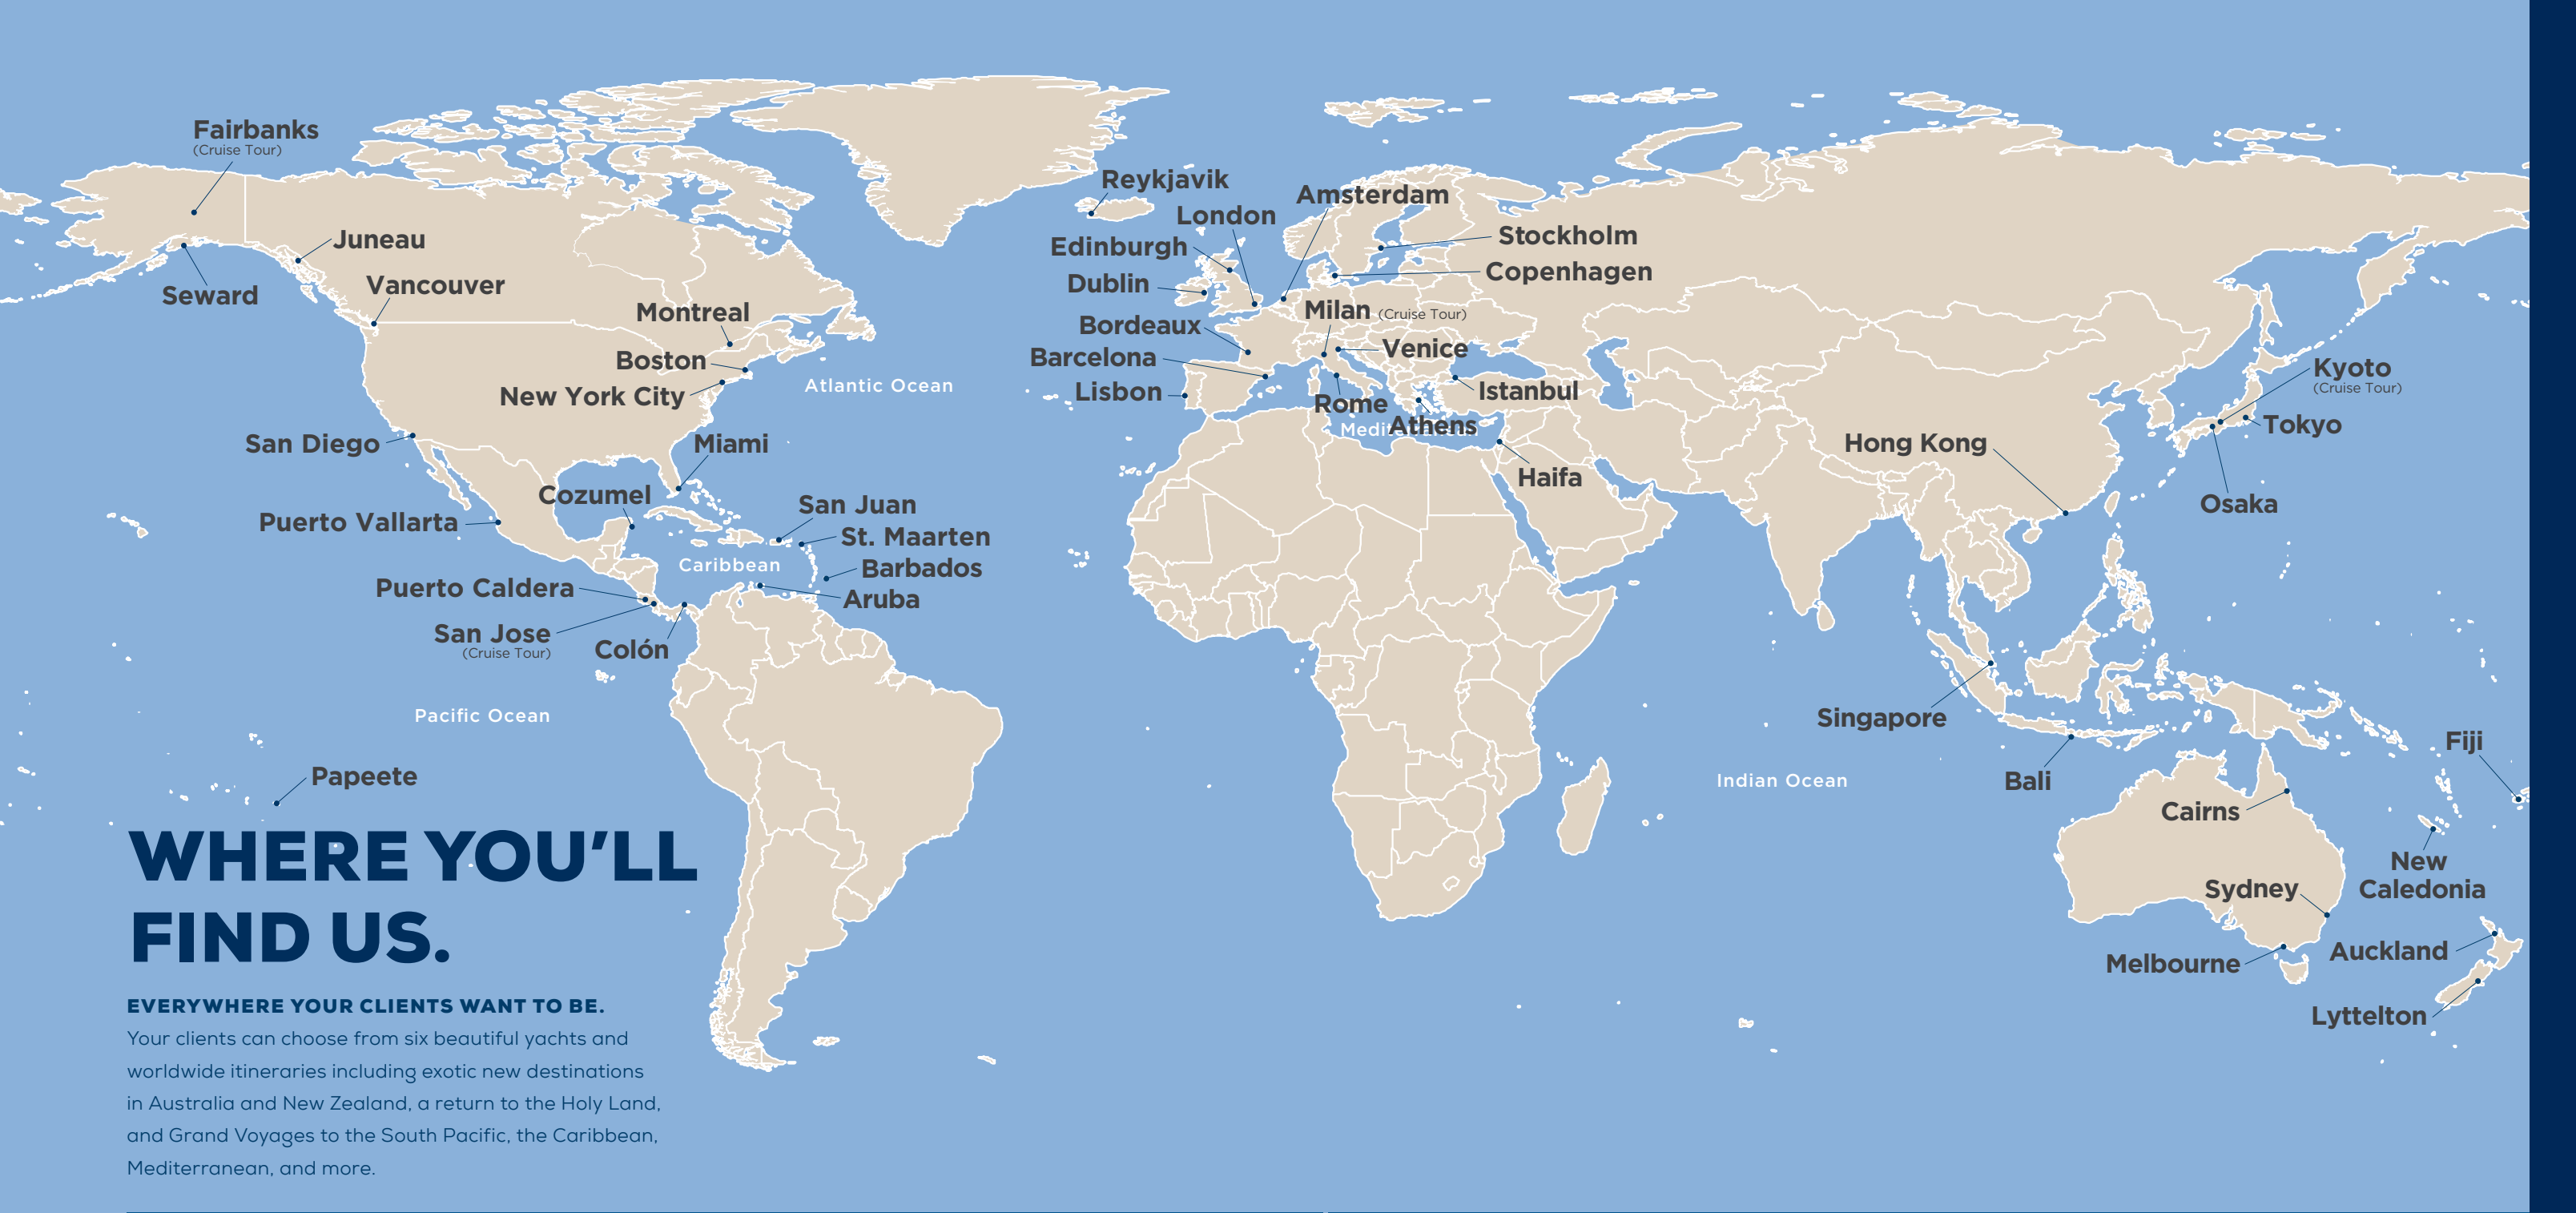 Fairbanks
(Cruise Tour)
Juneau
Seward
Vancouver
Montreal
Boston
New York City
San Diego
Miami
Cozumel
Puerto Vallarta
San Juan
St. Maarten
Barbados
Aruba
Caribbean
Puerto Caldera
San Jose
(Cruise Tour)
Colón
Atlantic Ocean
Pacific Ocean
Papeete
Reykjavik
London
Amsterdam
Edinburgh
Dublin
Stockholm
Copenhagen
Milan (Cruise Tour)
Bordeaux
Barcelona
Lisbon
Venice
Istanbul
Rome
Athens
Mediterranean
Haifa
Hong Kong
Kyoto
(Cruise Tour)
Tokyo
Osaka
Singapore
Bali
Indian Ocean
Fiji
Cairns
New
Caledonia
Sydney
Melbourne
Auckland
Lyttelton
WHERE YOU’LL
FIND US.
EVERYWHERE YOUR CLIENTS WANT TO BE.
Your clients can choose from six beautiful yachts and
worldwide itineraries including exotic new destinations
in Australia and New Zealand, a return to the Holy Land,
and Grand Voyages to the South Pacific, the Caribbean,
Mediterranean, and more.